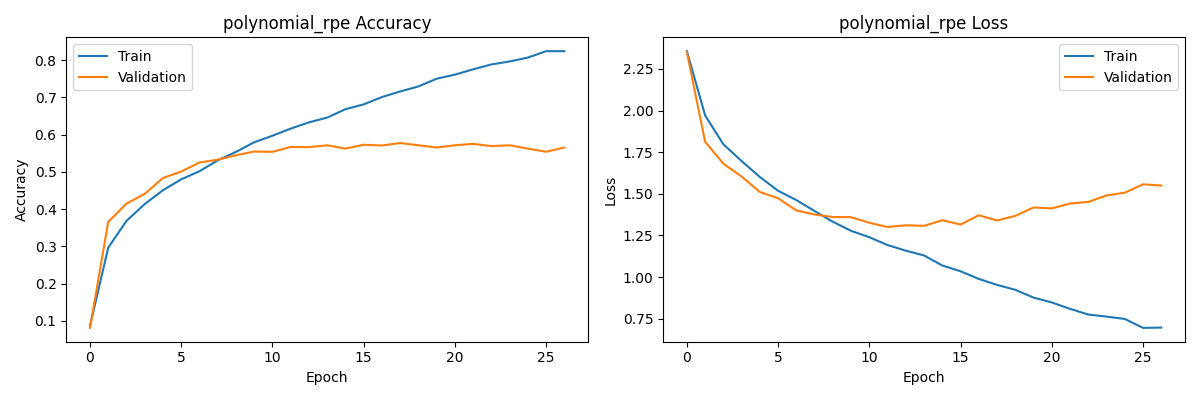 polynomial_rpe Accuracy
Train
Validation
0.8
0.7
0.6
0.5
0.4
0.3
0.2
0.1
Accuracy
0
5
10
15
20
25
Epoch
polynomial_rpe Loss
Train
Validation
2.25
2.00
1.75
1.50
1.25
1.00
0.75
Loss
0
5
10
15
20
25
Epoch